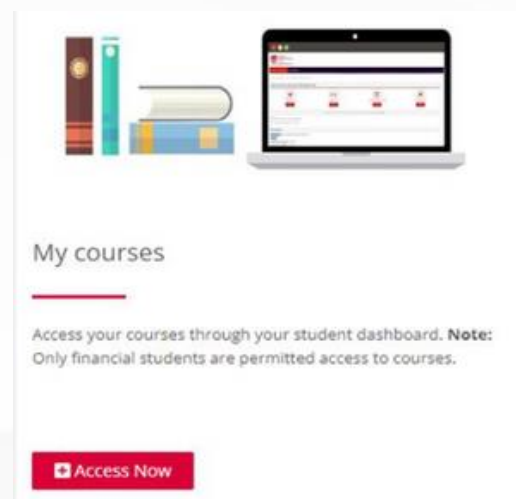 My courses
Access your courses through your student dashboard. Note:
Only financial students are permitted access to courses.
Access Now